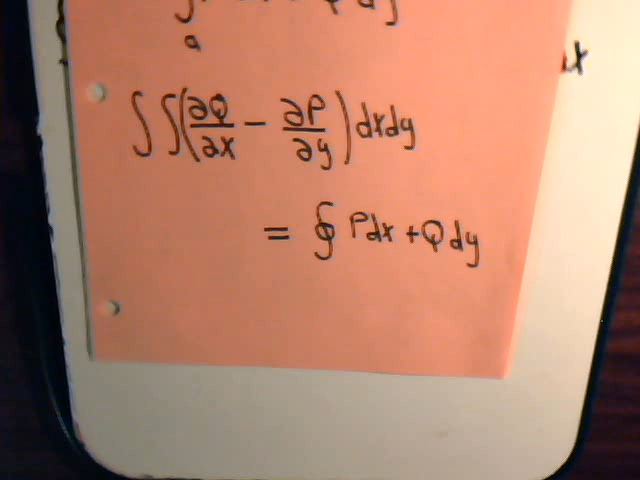 a
x
∫∫(∂Q/∂x − ∂P/∂y)dxdy
= ∮ Pdx + Qdy